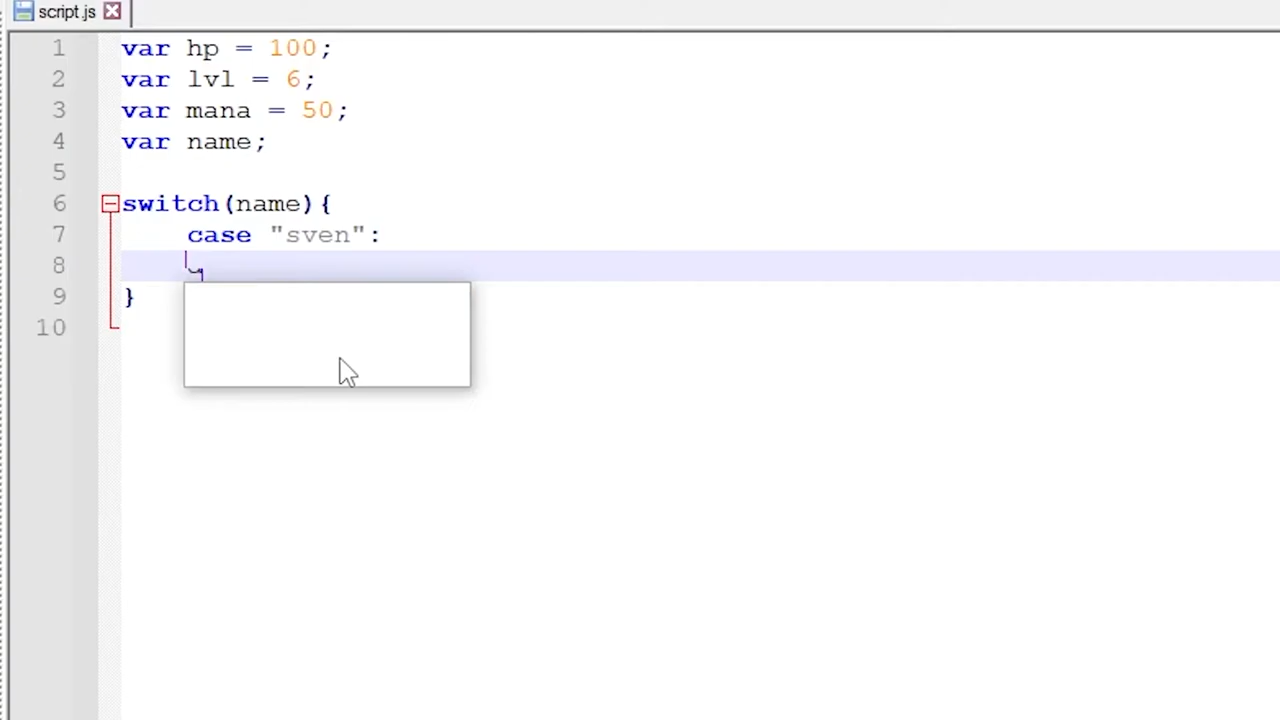 script.js
1 var hp = 100;
2 var lvl = 6;
3 var mana = 50;
4 var name;
5
6 switch(name){
7 case "sven":
8
9 }
10